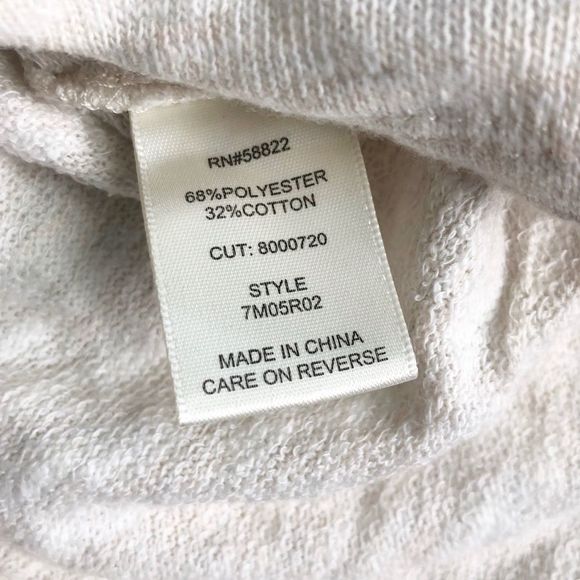 RN#58822
68%POLYESTER
32%COTTON
CUT: 8000720
STYLE
7M05R02
MADE IN CHINA
CARE ON REVERSE